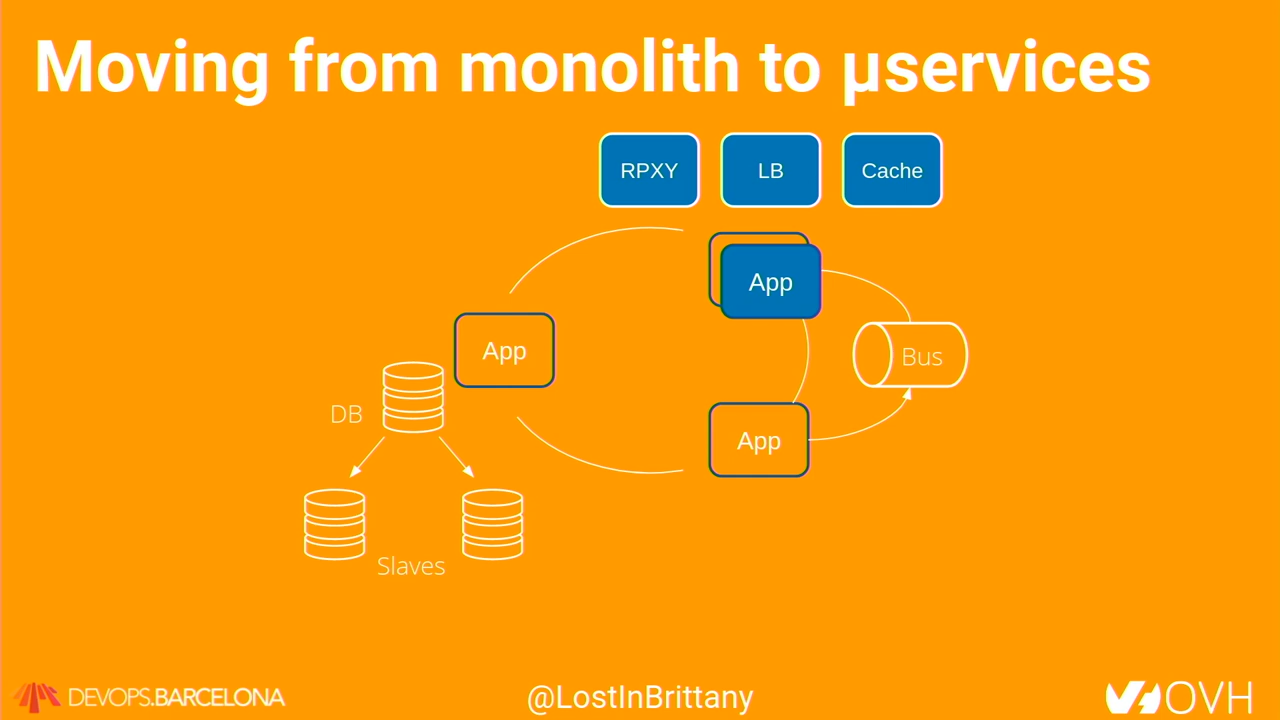 Moving from monolith to µservices
RPXY
LB
Cache
App
App
Bus
DB
App
Slaves
DEVOPS.BARCELONA
@LostInBrittany
OVH